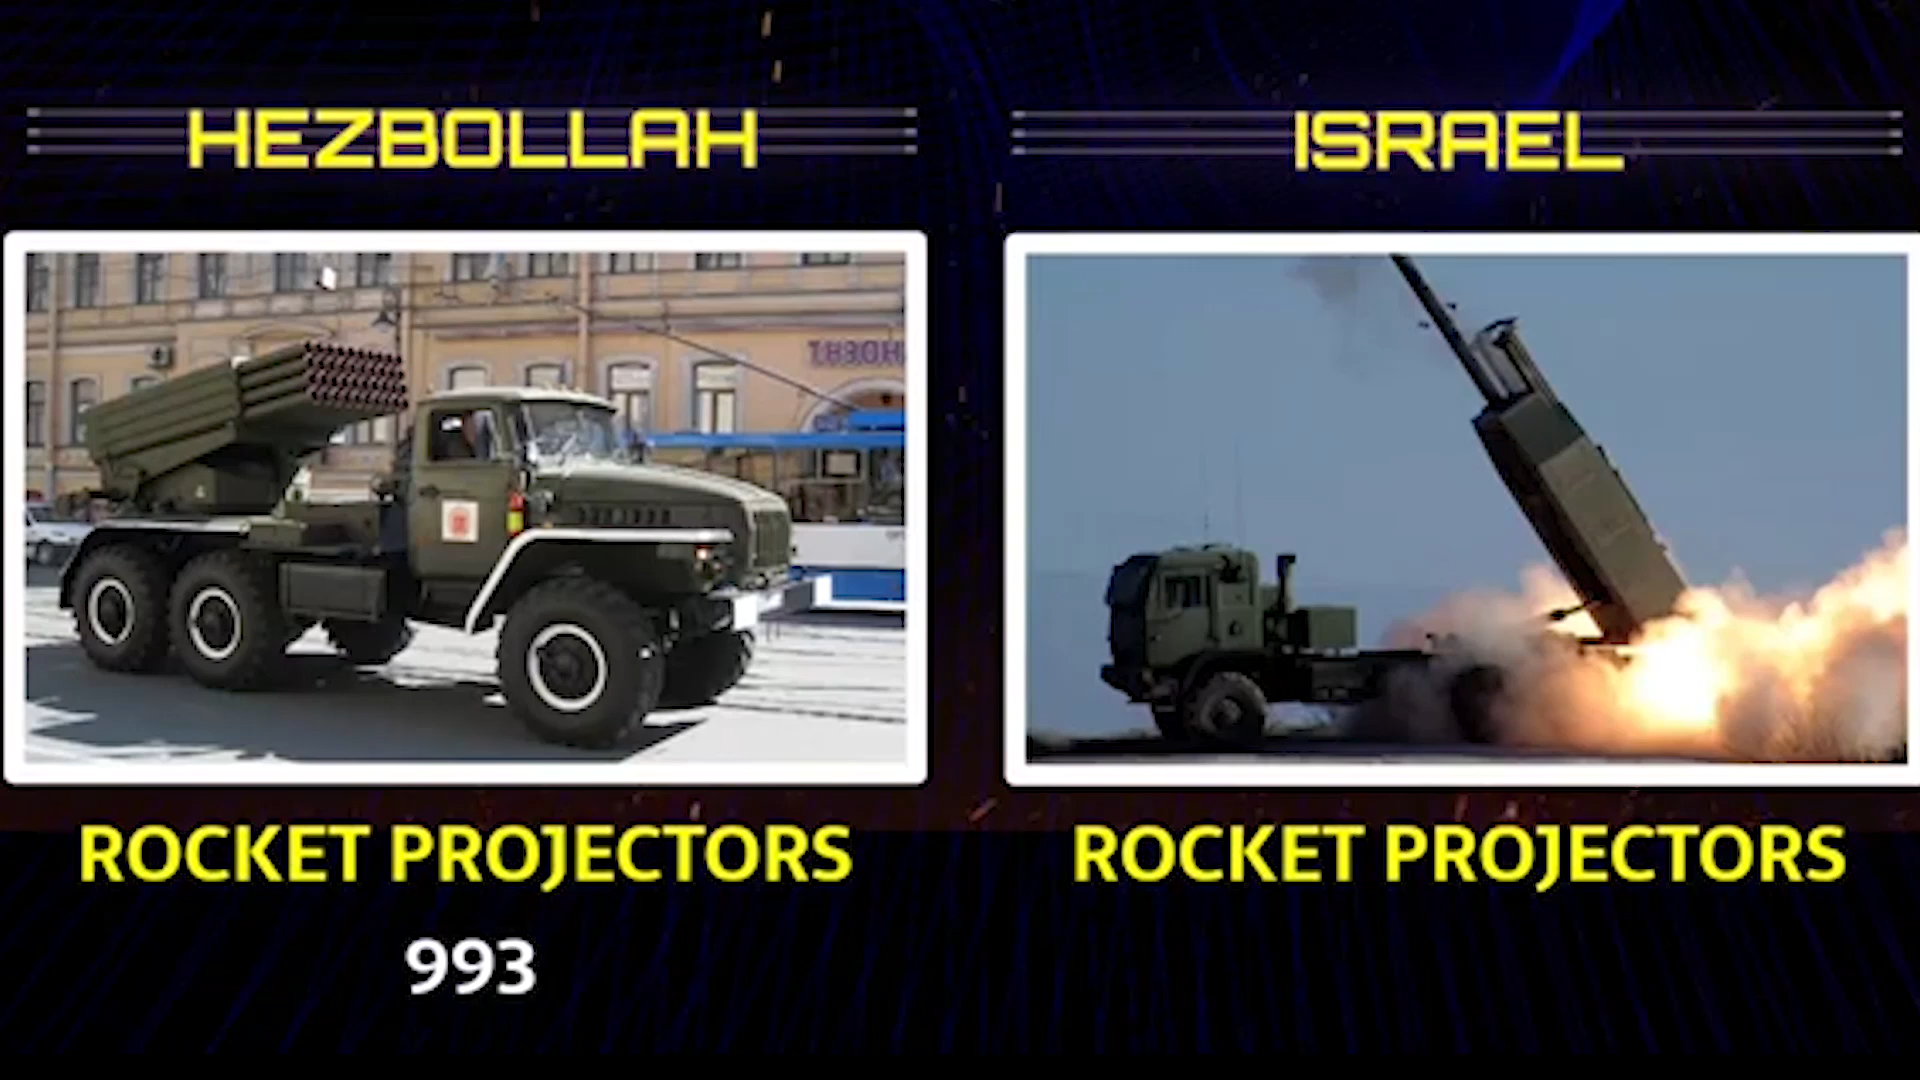 HEZBOLLAH
ISRAEL
ROCKET PROJECTORS
993
ROCKET PROJECTORS